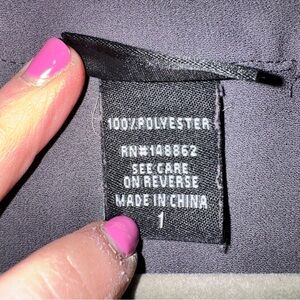 100% POLYESTER
RN#148862
SEE CARE
ON REVERSE
MADE IN CHINA
1